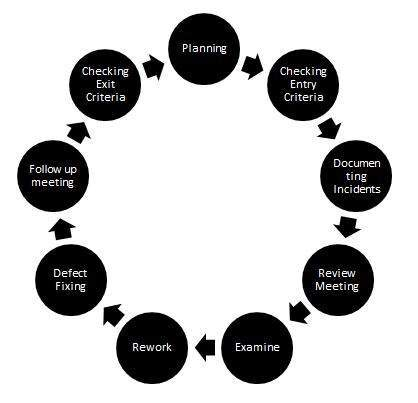 Planning
Checking
Entry
Criteria
Documen
ting
Incidents
Review
Meeting
Examine
Rework
Defect
Fixing
Follow up
meeting
Checking
Exit
Criteria